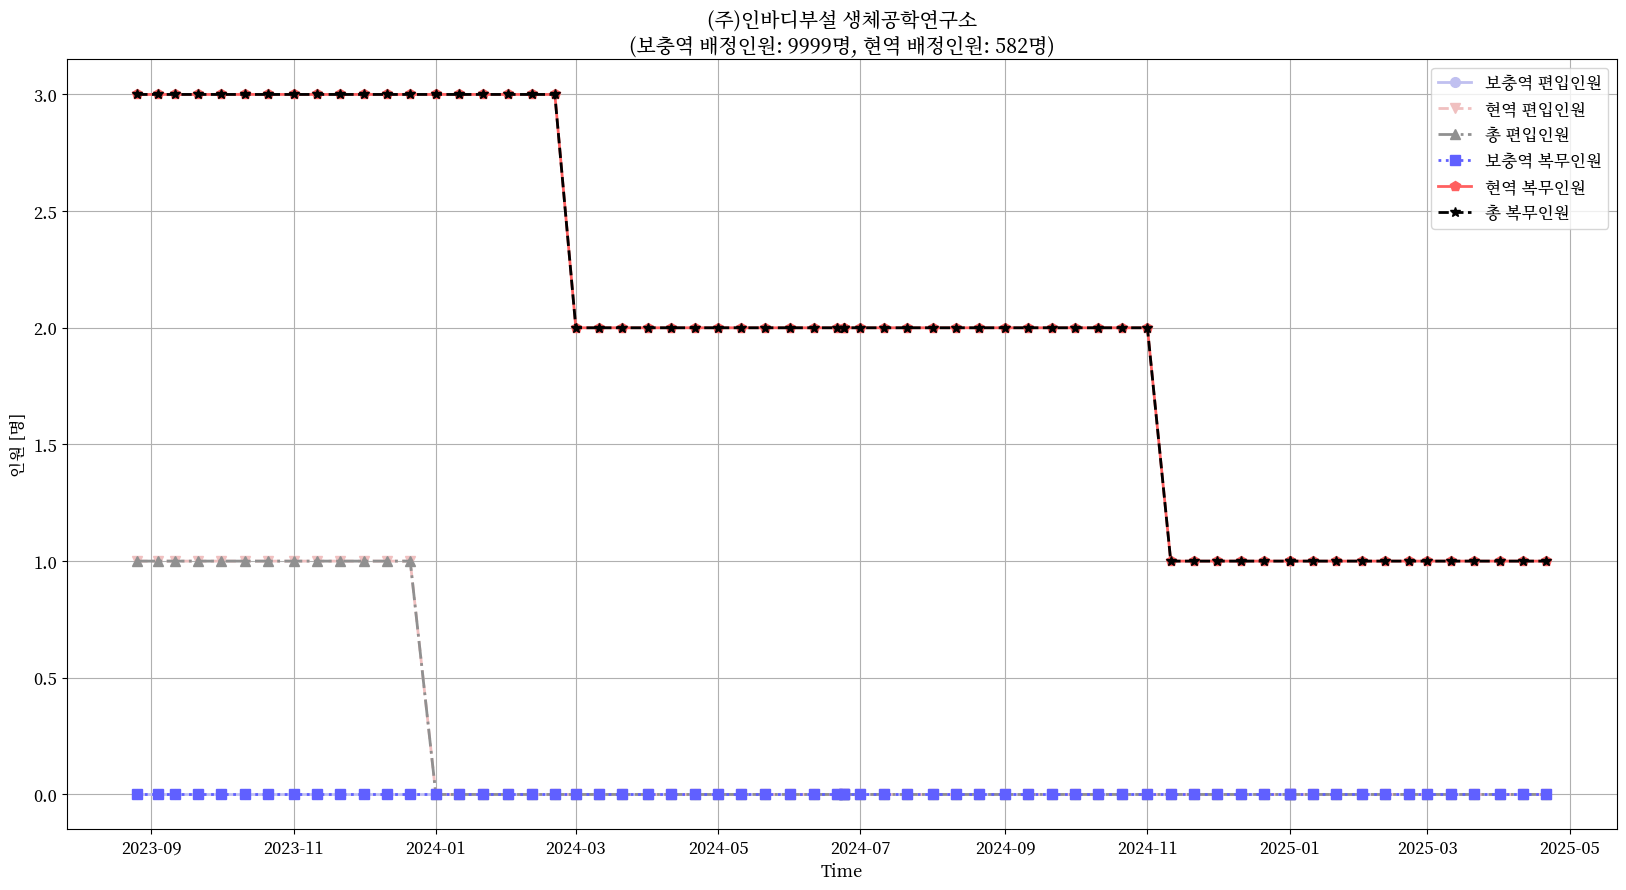 (주)인바디부설 생체공학연구소
(보충역 배정인원: 9999명, 현역 배정인원: 582명)
보충역 편입인원
현역 편입인원
총 편입인원
보충역 복무인원
현역 복무인원
총 복무인원
인원 [명]
3.0
2.5
2.0
1.5
1.0
0.5
0.0
2023-09 2023-11 2024-01 2024-03 2024-05 2024-07 2024-09 2024-11 2025-01 2025-03 2025-05
Time